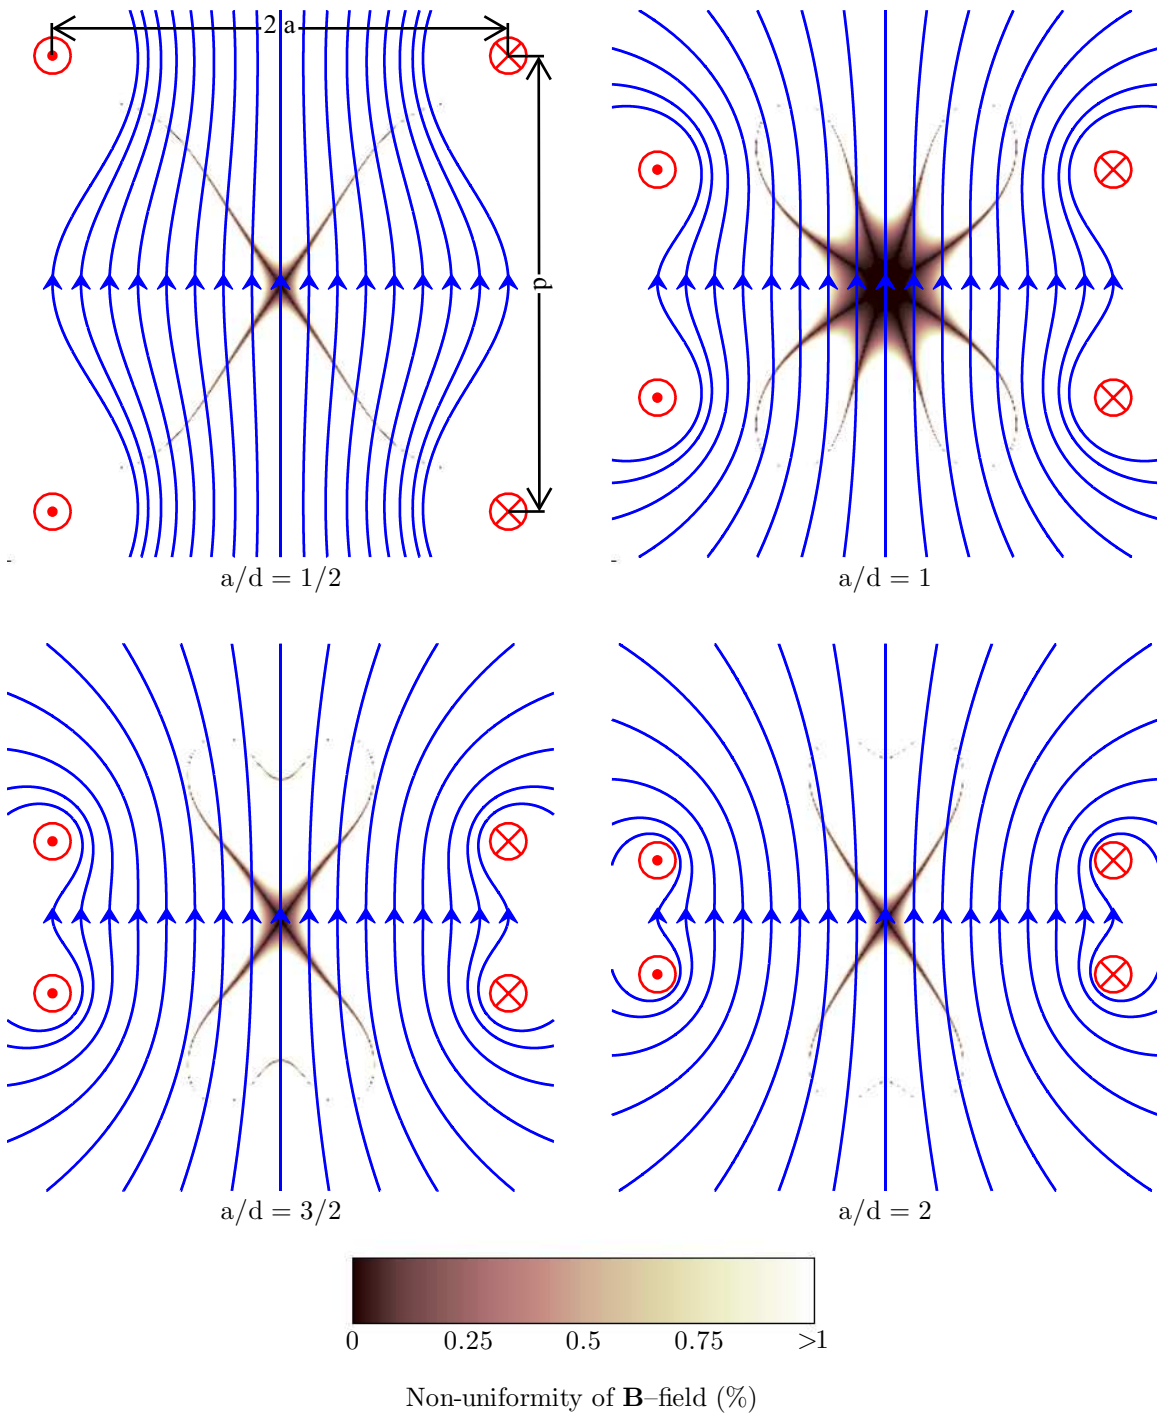 2 a
d
a/d = 1/2
a/d = 1
a/d = 3/2
a/d = 2
0 0.25 0.5 0.75 >1
Non-uniformity of B–field (%)